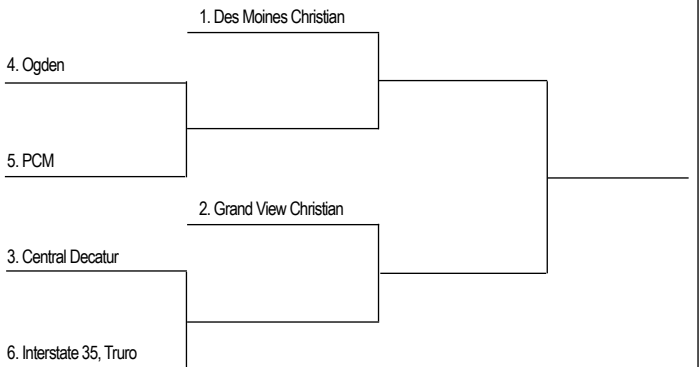 1. Des Moines Christian
4. Ogden
5. PCM
2. Grand View Christian
3. Central Decatur
6. Interstate 35, Truro